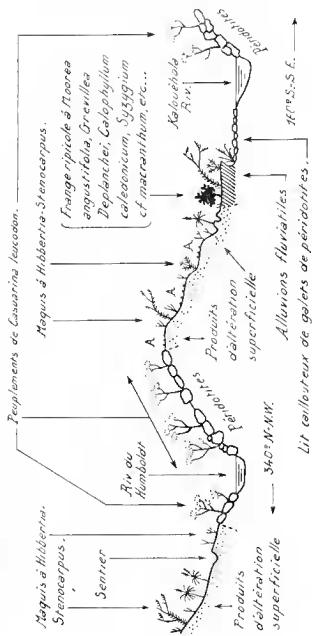 Peuplements de Casuarina leucodon.
Maquis à Hibbertia-
Stenocarpus.
Sentier
Riv du
Humboldt
Maquis à Hibbertia-Stenocarpus.
Frange ripicole à Moorea
angustifolia, Grevillea
Deplanchei, Calophyllum
caledonicum, Syzygium
cf macranthum, etc...
Kalouéhola
Riv.
Péridotites
A
A
A
Péridotites
Produits
d'altération
superficielle
340° N-N.W.
Produits
d'altération
superficielle
Alluvions fluviatiles
Lit caillouteux de galets de péridotites.
160° S.S.E.